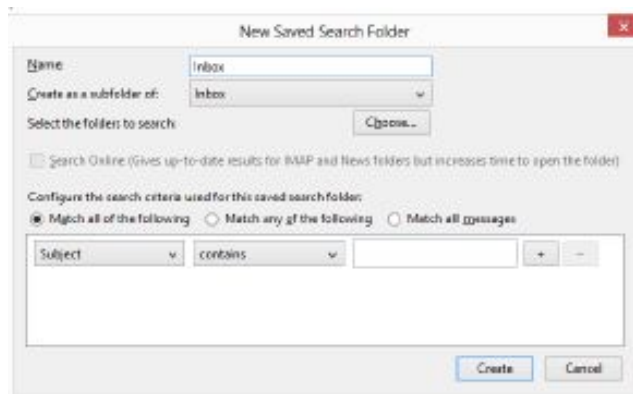 New Saved Search Folder
x
Name: Inbox
Create as a subfolder of: Inbox
Select the folders to search: Choose...
Search Online (Gives up-to-date results for IMAP and News folders but increases time to open the folder)
Configure the search criteria used for this saved search folder:
Match all of the following Match any of the following Match all messages
Subject contains + -
Create Cancel